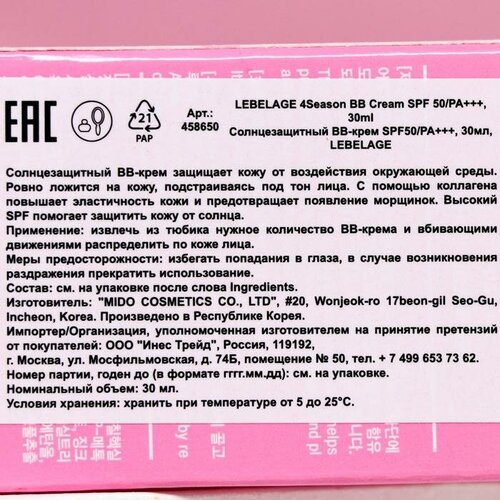 EAC
21
PAP
Арт.:
458650
LEBELAGE 4Season BB Cream SPF 50/PA+++,
30ml
Солнцезащитный BB-крем SPF50/PA+++, 30мл,
LEBELAGE
Солнцезащитный BB-крем защищает кожу от воздействия окружающей среды.
Ровно ложится на кожу, подстраиваясь под тон лица. С помощью коллагена
повышает эластичность кожи и предотвращает появление морщинок. Высокий
SPF помогает защитить кожу от солнца.
Применение: извлечь из тюбика нужное количество BB-крема и вбивающими
движениями распределить по коже лица.
Меры предосторожности: избегать попадания в глаза, в случае возникновения
раздражения прекратить использование.
Состав: см. на упаковке после слова Ingredients.
Изготовитель: "MIDO COSMETICS CO., LTD", #20, Wonjeok-ro 17beon-gil Seo-Gu,
Incheon, Korea. Произведено в Республике Корея.
Импортер/Организация, уполномоченная изготовителем на принятие претензий
от покупателей: ООО "Инес Трейд", Россия, 119192,
г. Москва, ул. Мосфильмовская, д. 74Б, помещение № 50, тел. + 7 499 653 73 62.
Номер партии, годен до (в формате гггг.мм.дд): см. на упаковке.
Номинальный объем: 30 мл.
Условия хранения: хранить при температуре от 5 до 25°С.
helps
by re